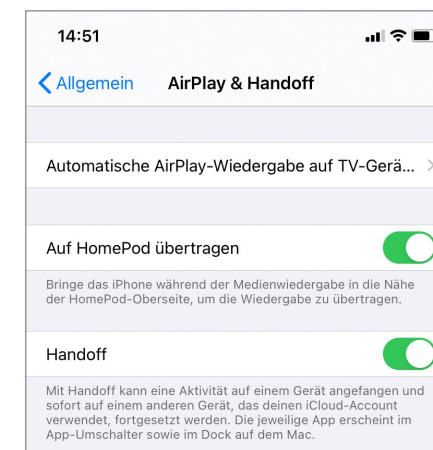 14:51
Allgemein AirPlay & Handoff
Automatische AirPlay-Wiedergabe auf TV-Gerä...
Auf HomePod übertragen
Bringe das iPhone während der Medienwiedergabe in die Nähe
der HomePod-Oberseite, um die Wiedergabe zu übertragen.
Handoff
Mit Handoff kann eine Aktivität auf einem Gerät angefangen und
sofort auf einem anderen Gerät, das deinen iCloud-Account
verwendet, fortgesetzt werden. Die jeweilige App erscheint im
App-Umschalter sowie im Dock auf dem Mac.